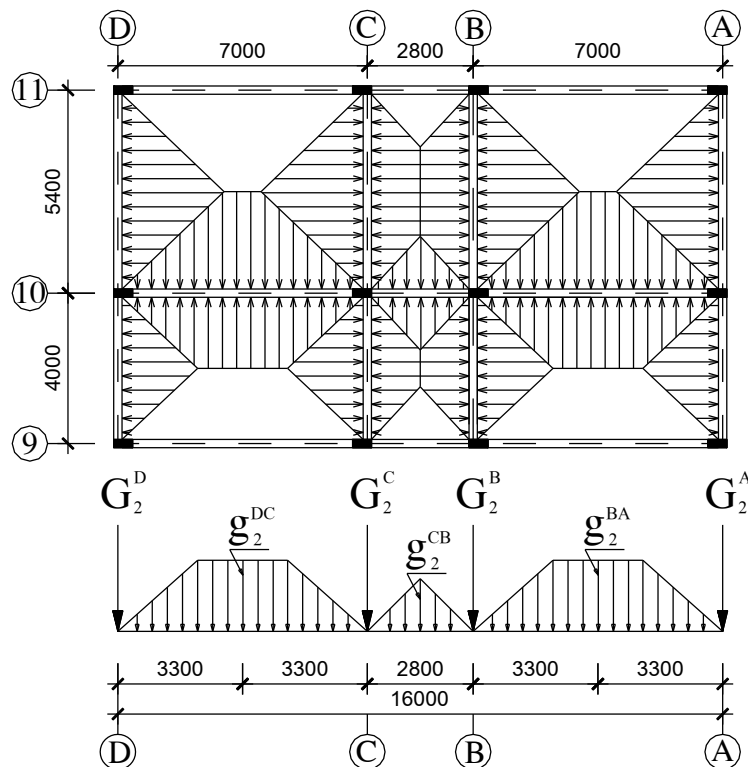 D C B A
7000 2800 7000
11
5400
10
4000
9
G₂ᴰ G₂ᶜ G₂ᴮ G₂ᴬ
g₂ᴰᶜ g₂ᶜᴮ g₂ᴮᴬ
3300 3300 2800 3300 3300
16000
D C B A